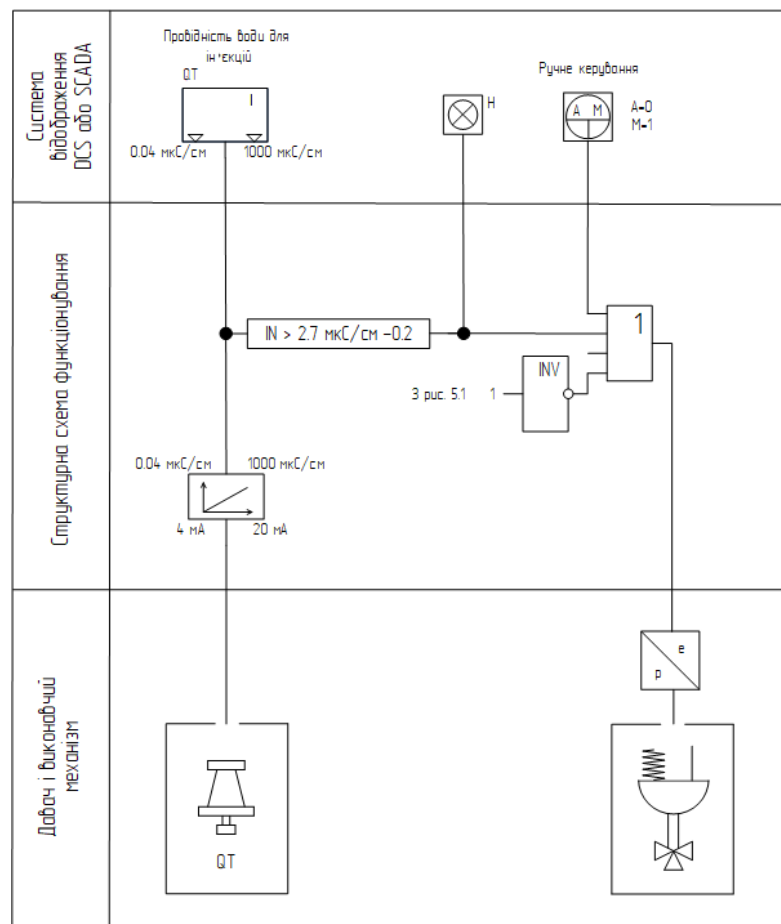 Система
відображення
DCS або SCADA
Провідність води для
ін'єкцій
QT
I
0.04 мкС/см 1000 мкС/см
H
Ручне керування
A M
A=0
M=1
Структурна схема функціонування
IN > 2.7 мкС/см -0.2
1
INV
З рис. 5.1 1
0.04 мкС/см 1000 мкС/см
4 мА 20 мА
Давач і виконавчий
механізм
e
p
QT